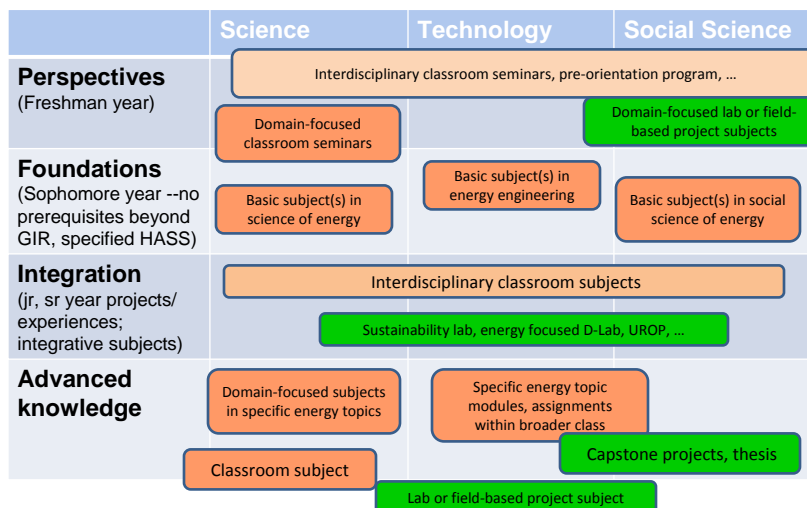 Science
Technology
Social Science
Perspectives
(Freshman year)
Interdisciplinary classroom seminars, pre-orientation program, …
Domain-focused
classroom seminars
Domain-focused lab or field-
based project subjects
Foundations
(Sophomore year --no
prerequisites beyond
GIR, specified HASS)
Basic subject(s) in
science of energy
Basic subject(s) in
energy engineering
Basic subject(s) in social
science of energy
Integration
(jr, sr year projects/
experiences;
integrative subjects)
Interdisciplinary classroom subjects
Sustainability lab, energy focused D-Lab, UROP, …
Advanced
knowledge
Domain-focused subjects
in specific energy topics
Specific energy topic
modules, assignments
within broader class
Capstone projects, thesis
Classroom subject
Lab or field-based project subject